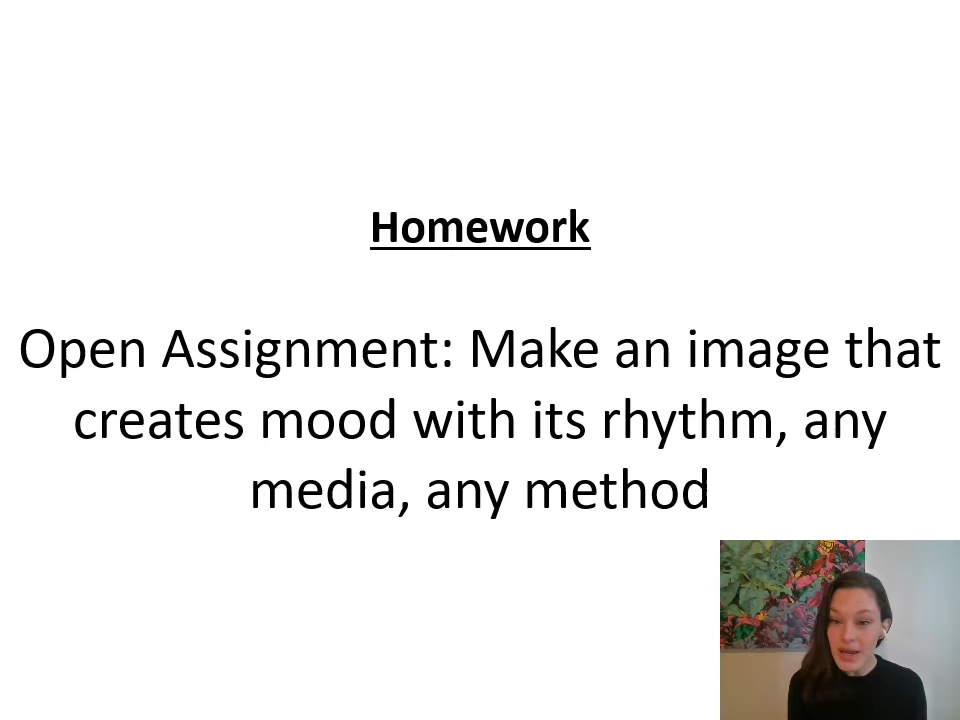 Homework
Open Assignment: Make an image that
creates mood with its rhythm, any
media, any method